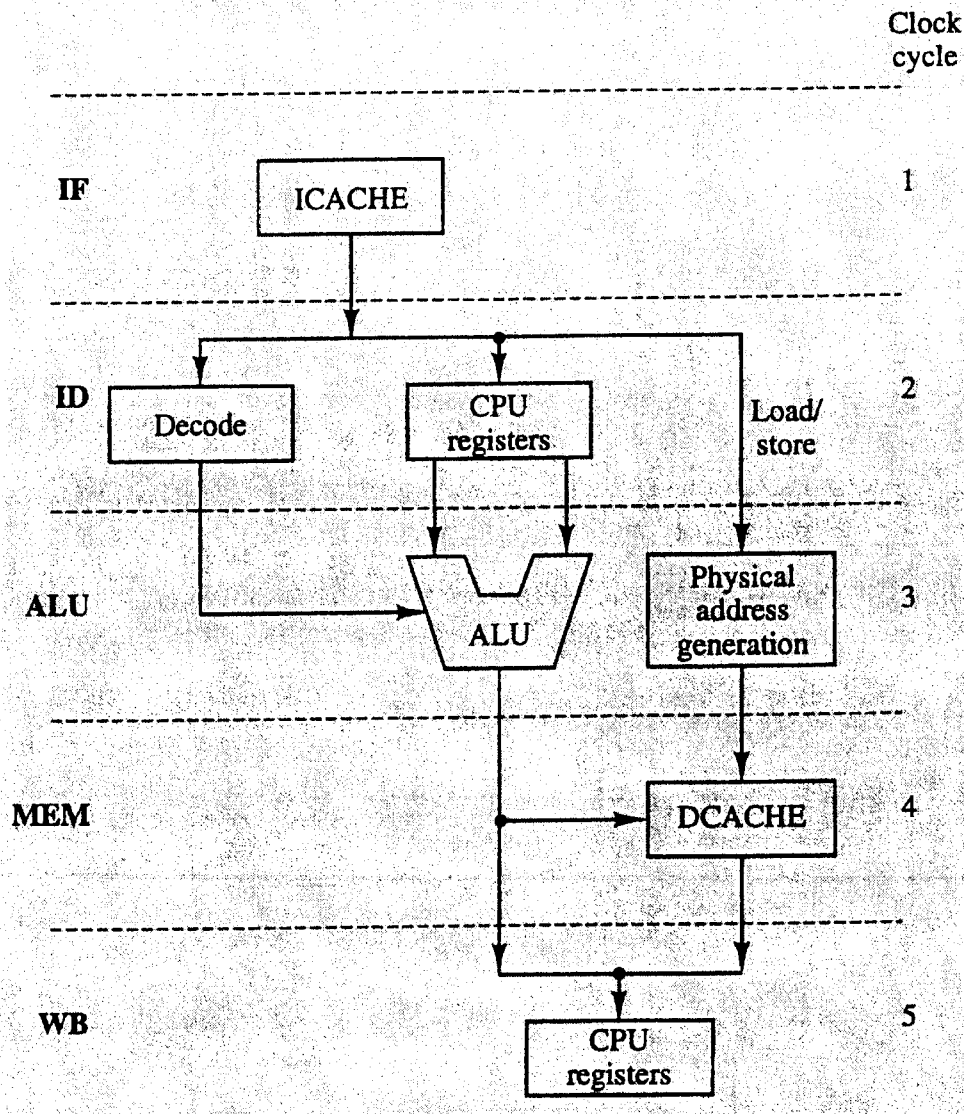 Clock
cycle
IF
ICACHE
1
ID
Decode
CPU
registers
Load/
store
2
ALU
ALU
Physical
address
generation
3
MEM
DCACHE
4
WB
CPU
registers
5